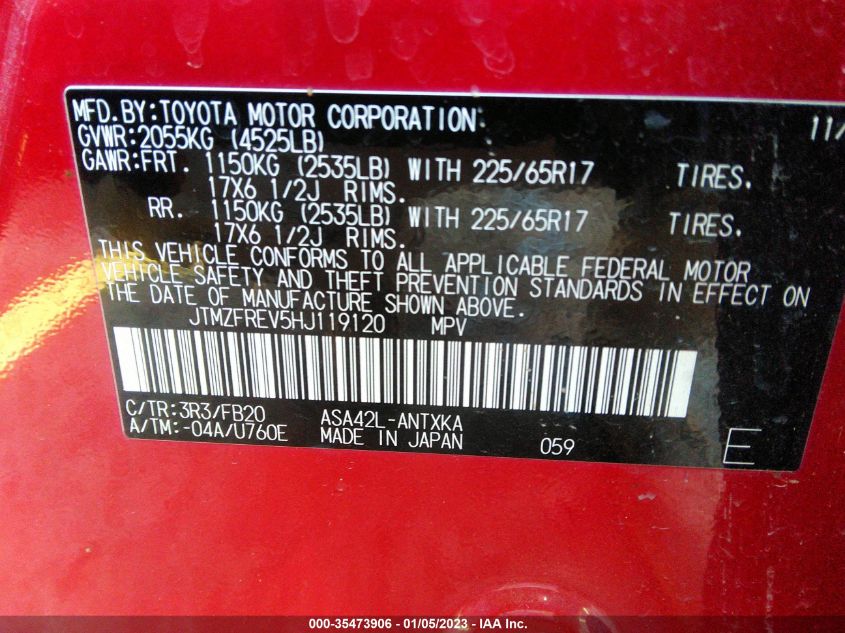 MFD.BY:TOYOTA MOTOR CORPORATION 11/
GVWR:2055KG (4525LB)
GAWR:FRT. 1150KG (2535LB) WITH 225/65R17 TIRES.
17X6 1/2J RIMS.
RR. 1150KG (2535LB) WITH 225/65R17 TIRES.
17X6 1/2J RIMS.
THIS VEHICLE CONFORMS TO ALL APPLICABLE FEDERAL MOTOR
VEHICLE SAFETY AND THEFT PREVENTION STANDARDS IN EFFECT ON
THE DATE OF MANUFACTURE SHOWN ABOVE.
JTMZFREV5HJ119120 MPV
C/TR:3R3/FB20 ASA42L-ANTXKA
A/TM:-04A/U760E MADE IN JAPAN 059 E
000-35473906 - 01/05/2023 - IAA Inc.